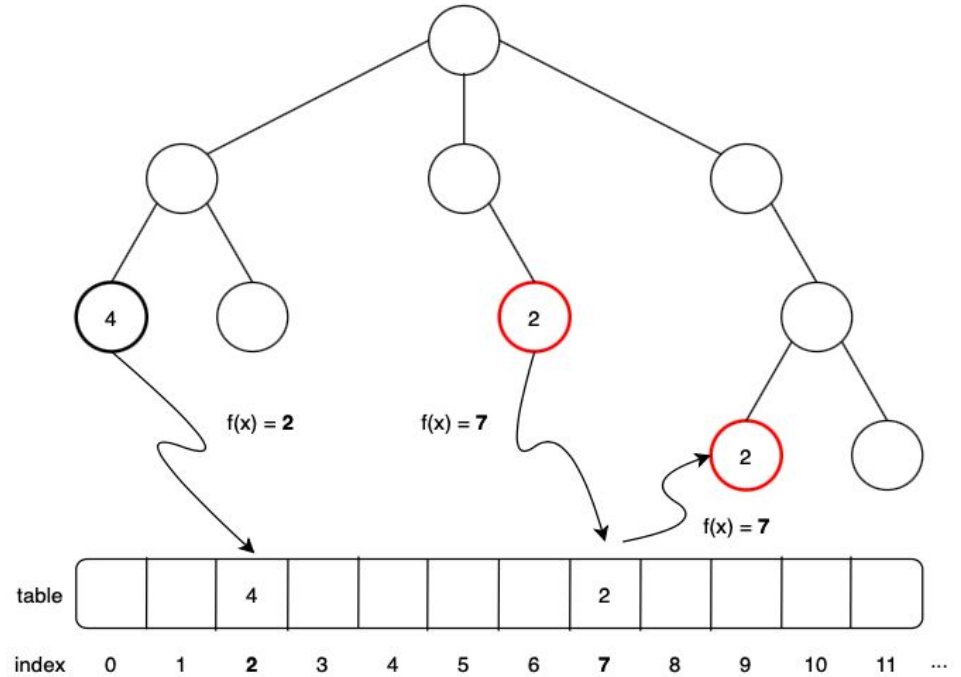 4
2
f(x) = 2
f(x) = 7
2
f(x) = 7
table 4 2
index 0 1 2 3 4 5 6 7 8 9 10 11 ...